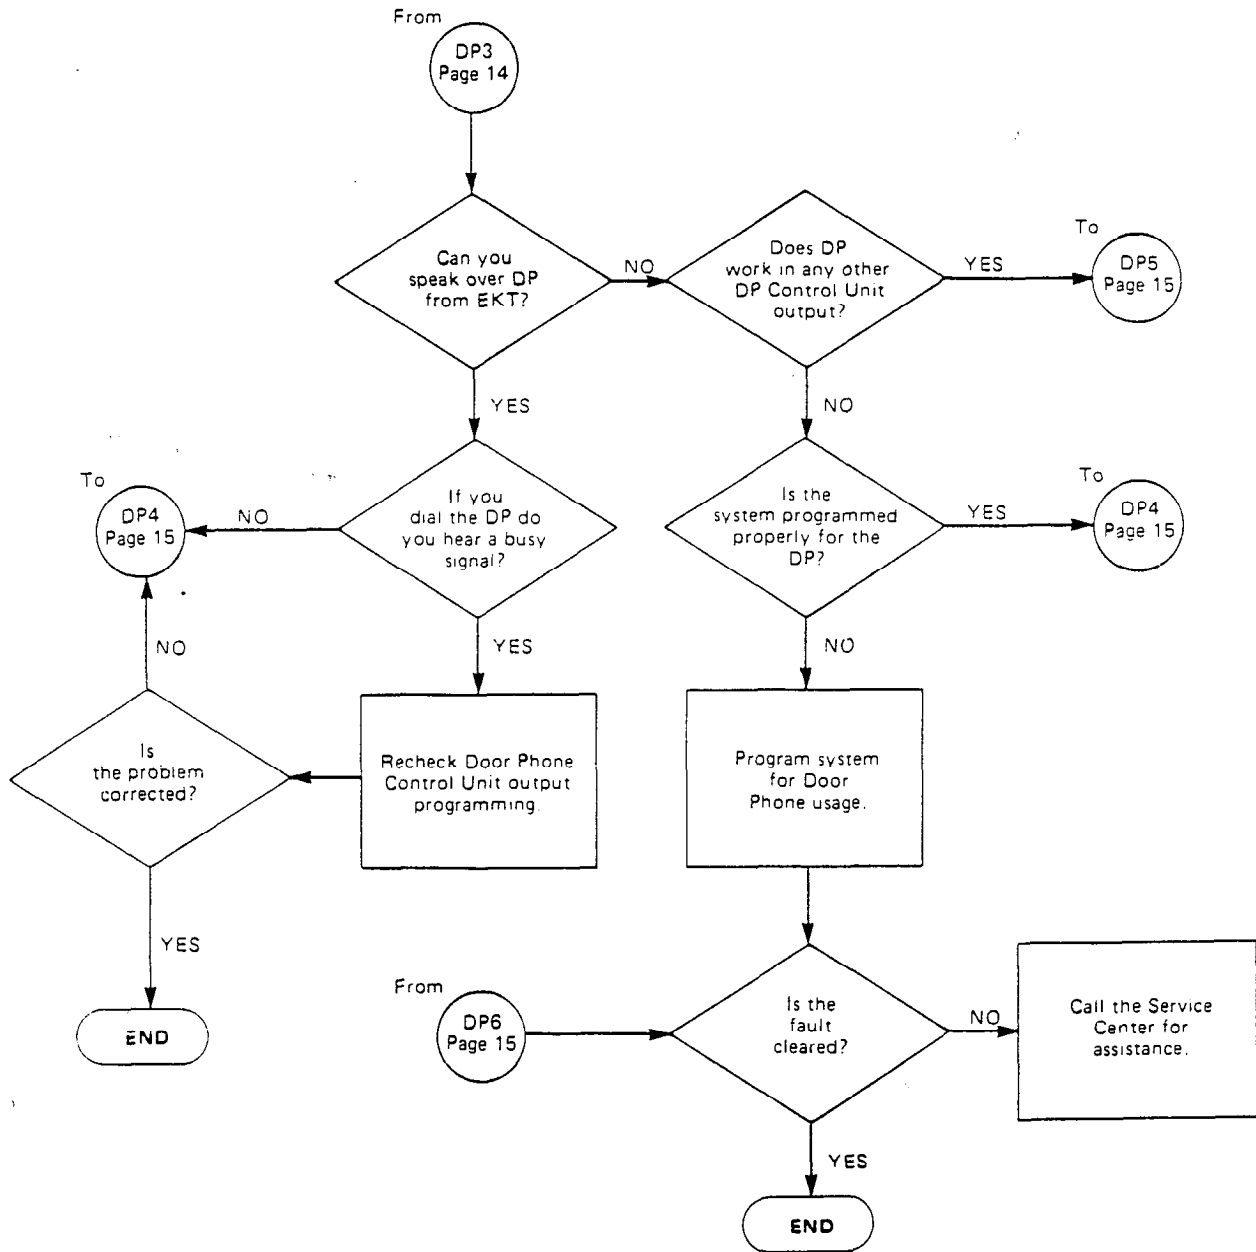 From
DP3
Page 14
Can you
speak over DP
from EKT?
NO
Does DP
work in any other
DP Control Unit
output?
YES
To
DP5
Page 15
YES
NO
To
DP4
Page 15
NO
If you
dial the DP do
you hear a busy
signal?
Is the
system programmed
properly for the
DP?
YES
To
DP4
Page 15
NO
YES
NO
Is
the problem
corrected?
Recheck Door Phone
Control Unit output
programming.
Program system
for Door
Phone usage.
YES
END
From
DP6
Page 15
Is the
fault
cleared?
NO
Call the Service
Center for
assistance.
YES
END